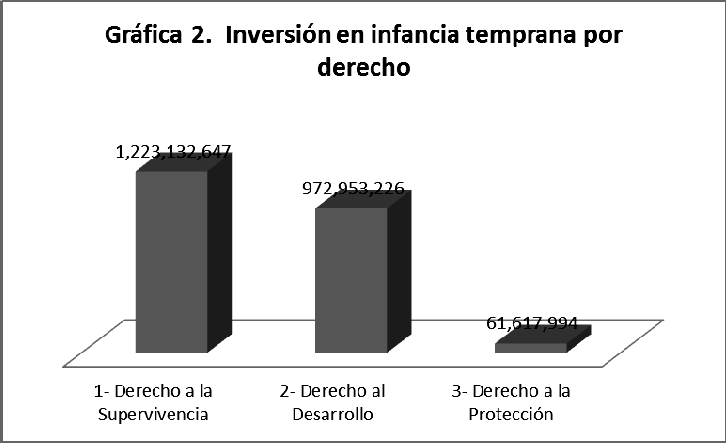 Gráfica 2.  Inversión en infancia temprana por
derecho
1,223,132,647
972,953,226
61,617,994
1- Derecho a la
Supervivencia
2- Derecho al
Desarrollo
3- Derecho a la
Protección